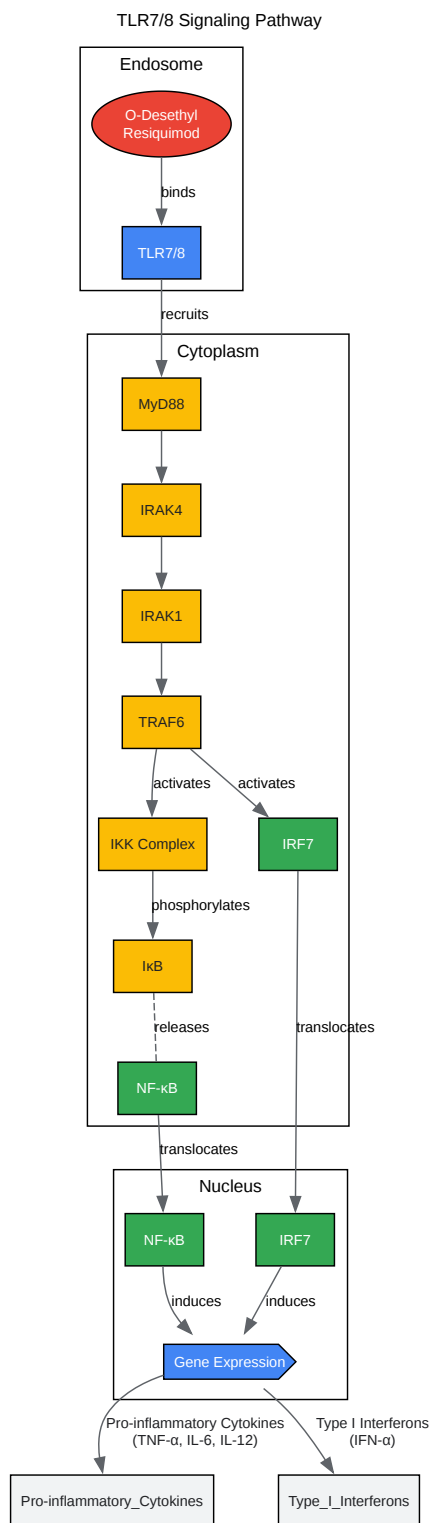 TLR7/8 Signaling Pathway
Endosome
O-Desethyl
Resiquimod
binds
TLR7/8
recruits
Cytoplasm
MyD88
IRAK4
IRAK1
TRAF6
activates
activates
IKK Complex
IRF7
phosphorylates
IκB
releases
translocates
NF-κB
translocates
Nucleus
NF-κB
IRF7
induces
induces
Gene Expression
Pro-inflammatory Cytokines
(TNF-α, IL-6, IL-12)
Type I Interferons
(IFN-α)
Pro-inflammatory_Cytokines
Type_I_Interferons